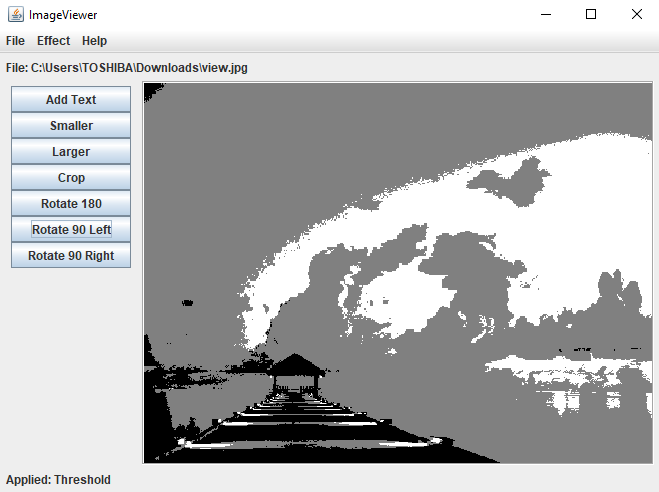 ImageViewer
File Effect Help
File: C:\Users\TOSHIBA\Downloads\view.jpg
Add Text
Smaller
Larger
Crop
Rotate 180
Rotate 90 Left
Rotate 90 Right
Applied: Threshold